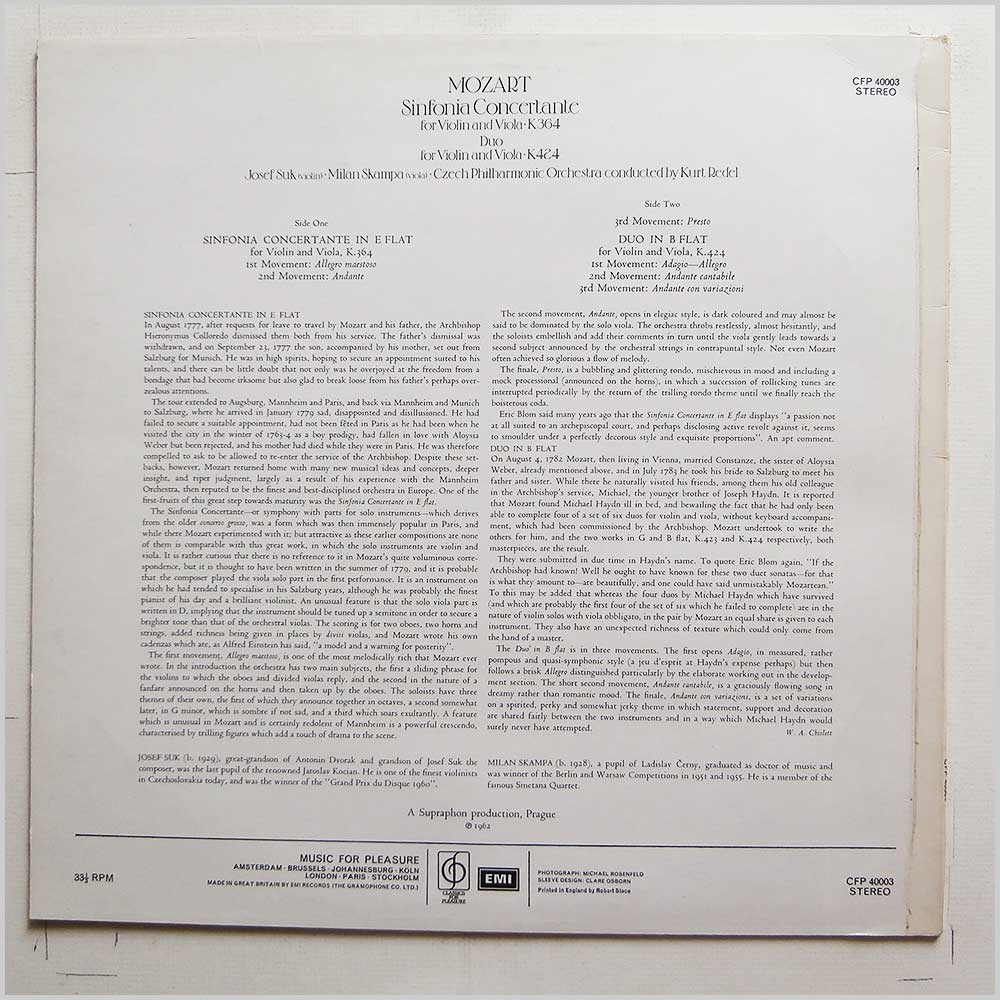 MOZART
Sinfonia Concertante
for Violin and Viola·K364
Duo
for Violin and Viola·K424
Josef Suk (violin)·Milan Skampa (viola)·Czech Philharmonic Orchestra conducted by Kurt Redel
CFP 40003
STEREO
Side One
SINFONIA CONCERTANTE IN E FLAT
for Violin and Viola, K.364
1st Movement: Allegro maestoso
2nd Movement: Andante
Side Two
3rd Movement: Presto
DUO IN B FLAT
for Violin and Viola, K.424
1st Movement: Adagio—Allegro
2nd Movement: Andante cantabile
3rd Movement: Andante con variazioni
SINFONIA CONCERTANTE IN E FLAT
In August 1777, after requests for leave to travel by Mozart and his father, the Archbishop
Hieronymus Colloredo dismissed them both from his service. The father's dismissal was
withdrawn, and on September 23, 1777 the son, accompanied by his mother, set out from
Salzburg for Munich. He was in high spirits, hoping to secure an appointment suited to his
talents, and there can be little doubt that not only was he overjoyed at the freedom from a
bondage that had become irksome but also glad to break loose from his father's perhaps over-
zealous attentions.
The tour extended to Augsburg, Mannheim and Paris, and back via Mannheim and Munich
to Salzburg, where he arrived in January 1779 sad, disappointed and disillusioned. He had
failed to secure a suitable appointment, had not been fêted in Paris as he had been when he
visited the city in the winter of 1763-4 as a boy prodigy, had fallen in love with Aloysia
Weber but been rejected, and his mother had died while they were in Paris. He was therefore
compelled to ask to be allowed to re-enter the service of the Archbishop. Despite these set-
backs, however, Mozart returned home with many new musical ideas and concepts, deeper
insight, and riper judgment, largely as a result of his experience with the Mannheim
Orchestra, then reputed to be the finest and best-disciplined orchestra in Europe. One of the
first-fruits of this great step towards maturity was the Sinfonia Concertante in E flat.
The Sinfonia Concertante—or symphony with parts for solo instruments—which derives
from the older concerto grosso, was a form which was then immensely popular in Paris, and
while there Mozart experimented with it; but attractive as these earlier compositions are none
of them is comparable with this great work, in which the solo instruments are violin and
viola. It is rather curious that there is no reference to it in Mozart's quite voluminous corre-
spondence, but it is thought to have been written in the summer of 1779, and it is probable
that the composer played the viola solo part in the first performance. It is an instrument on
which he had tended to specialise in his Salzburg years, although he was probably the finest
pianist of his day and a brilliant violinist. An unusual feature is that the solo viola part is
written in D, implying that the instrument should be tuned up a semitone in order to secure a
brighter tone than that of the orchestral violas. The scoring is for two oboes, two horns and
strings, added richness being given in places by divisi violas, and Mozart wrote his own
cadenzas which are, as Alfred Einstein has said, "a model and a warning for posterity".
The first movement, Allegro maestoso, is one of the most melodically rich that Mozart ever
wrote. In the introduction the orchestra has two main subjects, the first a sliding phrase for
the violins to which the oboes and divided violas reply, and the second in the nature of a
fanfare announced on the horns and then taken up by the oboes. The soloists have three
themes of their own, the first of which they announce together in octaves, a second somewhat
later, in G minor, which is sombre if not sad, and a third which soars exultantly. A feature
which is unusual in Mozart and is certainly redolent of Mannheim is a powerful crescendo,
characterised by trilling figures which add a touch of drama to the scene.
The second movement, Andante, opens in elegiac style, is dark coloured and may almost be
said to be dominated by the solo viola. The orchestra throbs restlessly, almost hesitantly, and
the soloists embellish and add their comments in turn until the viola gently leads towards a
second subject announced by the orchestral strings in contrapuntal style. Not even Mozart
often achieved so glorious a flow of melody.
The finale, Presto, is a bubbling and glittering rondo, mischievous in mood and including a
mock processional (announced on the horns), in which a succession of rollicking tunes are
interrupted periodically by the return of the trilling rondo theme until we finally reach the
boisterous coda.
Eric Blom said many years ago that the Sinfonia Concertante in E flat displays "a passion not
at all suited to an archepiscopal court, and perhaps disclosing active revolt against it, seems
to smoulder under a perfectly decorous style and exquisite proportions". An apt comment.
DUO IN B FLAT
On August 4, 1782 Mozart, then living in Vienna, married Constanze, the sister of Aloysia
Weber, already mentioned above, and in July 1783 he took his bride to Salzburg to meet his
father and sister. While there he naturally visited his friends, among them his old colleague
in the Archbishop's service, Michael, the younger brother of Joseph Haydn. It is reported
that Mozart found Michael Haydn ill in bed, and bewailing the fact that he had only been
able to complete four of a set of six duos for violin and viola, without keyboard accompani-
ment, which had been commissioned by the Archbishop. Mozart undertook to write the
others for him, and the two works in G and B flat, K.423 and K.424 respectively, both
masterpieces, are the result.
They were submitted in due time in Haydn's name. To quote Eric Blom again, "If the
Archbishop had known! Well he ought to have known for these two duet sonatas—for that
is what they amount to—are beautifully, and one could have said unmistakably Mozartean."
To this may be added that whereas the four duos by Michael Haydn which have survived
(and which are probably the first four of the set of six which he failed to complete) are in the
nature of violin solos with viola obbligato, in the pair by Mozart an equal share is given to each
instrument. They also have an unexpected richness of texture which could only come from
the hand of a master.
The Duo in B flat is in three movements. The first opens Adagio, in measured, rather
pompous and quasi-symphonic style (a jeu d'esprit at Haydn's expense perhaps) but then
follows a brisk Allegro distinguished particularly by the elaborate working out in the develop-
ment section. The short second movement, Andante cantabile, is a graciously flowing song in
dreamy rather than romantic mood. The finale, Andante con variazioni, is a set of variations
on a spirited, perky and somewhat jerky theme in which statement, support and decoration
are shared fairly between the two instruments and in a way which Michael Haydn would
surely never have attempted.
W. A. Chislett
JOSEF SUK (b. 1929), great-grandson of Antonin Dvorak and grandson of Josef Suk the
composer, was the last pupil of the renowned Jaroslav Kocian. He is one of the finest violinists
in Czechoslovakia today, and was the winner of the "Grand Prix du Disque 1960".
MILAN SKAMPA (b. 1928), a pupil of Ladislav Černy, graduated as doctor of music and
was winner of the Berlin and Warsaw Competitions in 1951 and 1955. He is a member of the
famous Smetana Quartet.
A Supraphon production, Prague
℗ 1962
33⅓ RPM
MUSIC FOR PLEASURE
AMSTERDAM · BRUSSELS · JOHANNESBURG · KÖLN
LONDON · PARIS · STOCKHOLM
MADE IN GREAT BRITAIN BY EMI RECORDS (THE GRAMOPHONE CO. LTD.)
CLASSICS
FOR
PLEASURE
EMI
PHOTOGRAPH: MICHAEL ROSENFELD
SLEEVE DESIGN: CLARE OSBORN
Printed in England by Robert Stace
CFP 40003
STEREO